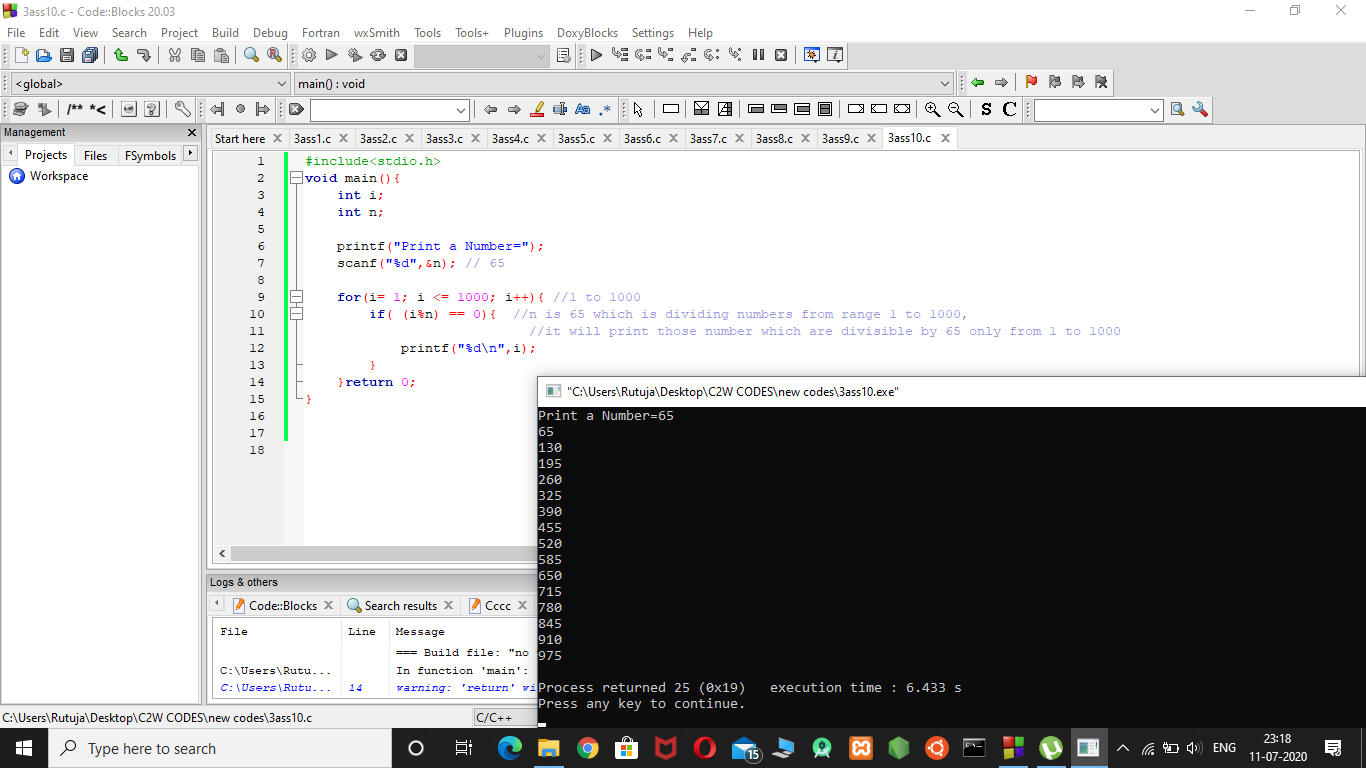 3ass10.c - Code::Blocks 20.03
File Edit View Search Project Build Debug Fortran wxSmith Tools Tools+ Plugins DoxyBlocks Settings Help
<global> main() : void
/** *< Aa .* S C
Management
Projects Files FSymbols
Workspace
Start here 3ass1.c 3ass2.c 3ass3.c 3ass4.c 3ass5.c 3ass6.c 3ass7.c 3ass8.c 3ass9.c 3ass10.c
1 #include<stdio.h>
2 void main(){
3 int i;
4 int n;
5
6 printf("Print a Number=");
7 scanf("%d",&n); // 65
8
9 for(i= 1; i <= 1000; i++){ //1 to 1000
10 if( (i%n) == 0){ //n is 65 which is dividing numbers from range 1 to 1000,
11 //it will print those number which are divisible by 65 only from 1 to 1000
12 printf("%d\n",i);
13 }
14 }return 0;
15 }
16
17
18
"C:\Users\Rutuja\Desktop\C2W CODES\new codes\3ass10.exe"
Print a Number=65
65
130
195
260
325
390
455
520
585
650
715
780
845
910
975
Process returned 25 (0x19) execution time : 6.433 s
Press any key to continue.
Logs & others
Code::Blocks Search results Cccc
File Line Message
=== Build file: "no
C:\Users\Rutu... In function 'main':
C:\Users\Rutu... 14 warning: 'return' wi
C:\Users\Rutuja\Desktop\C2W CODES\new codes\3ass10.c C/C++
Type here to search
15
ENG
23:18
11-07-2020